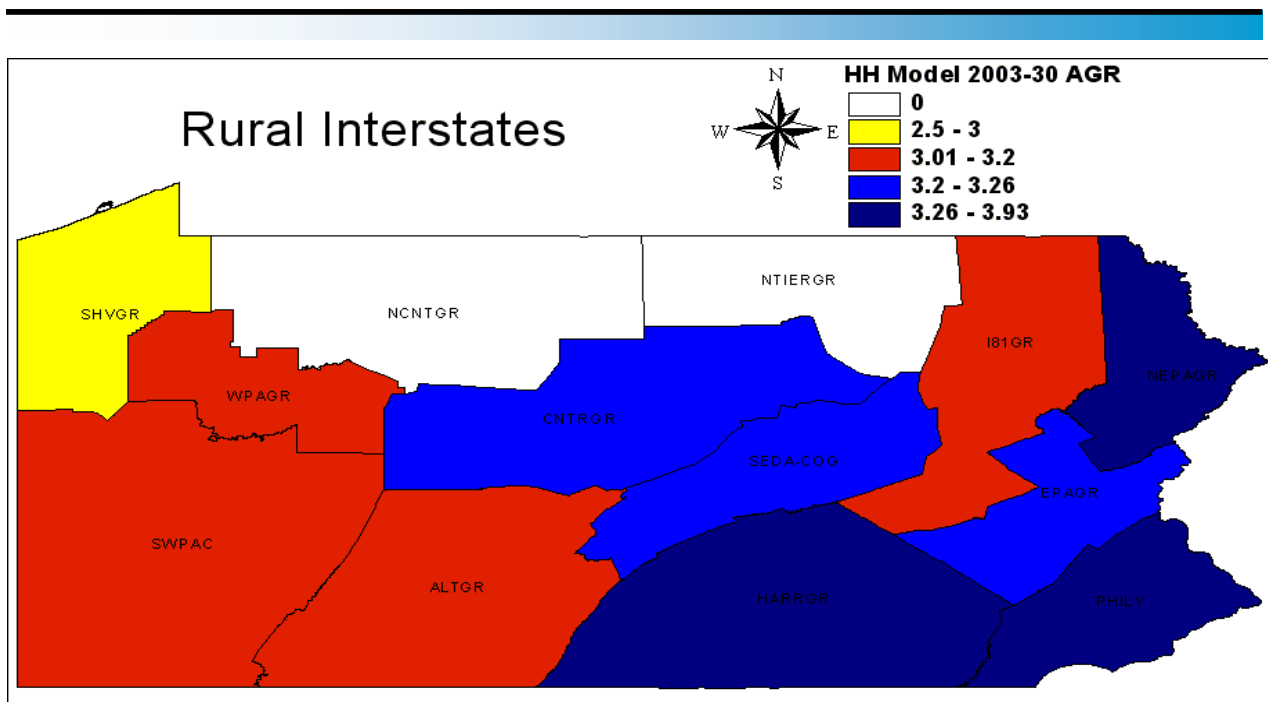 HH Model 2003-30 AGR
N
W
E
S
0
2.5 - 3
3.01 - 3.2
3.2 - 3.26
3.26 - 3.93
Rural Interstates
NTIERGR
SHVGR
NCNTGR
I81GR
NEPAGR
WPAGR
CNTRGR
SEDA-COG
EPAGR
SWPAC
ALTGR
HARRGR
PHILY